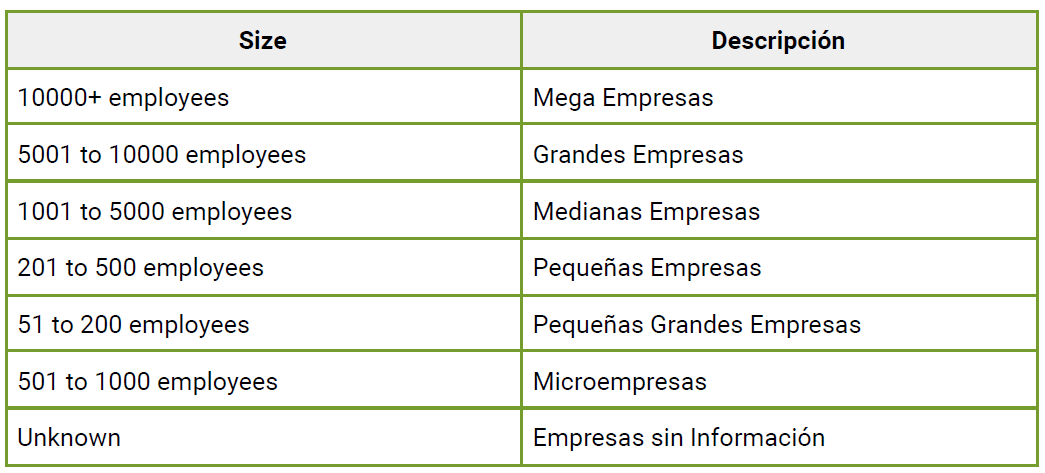 Size Descripción
10000+ employees Mega Empresas
5001 to 10000 employees Grandes Empresas
1001 to 5000 employees Medianas Empresas
201 to 500 employees Pequeñas Empresas
51 to 200 employees Pequeñas Grandes Empresas
501 to 1000 employees Microempresas
Unknown Empresas sin Información